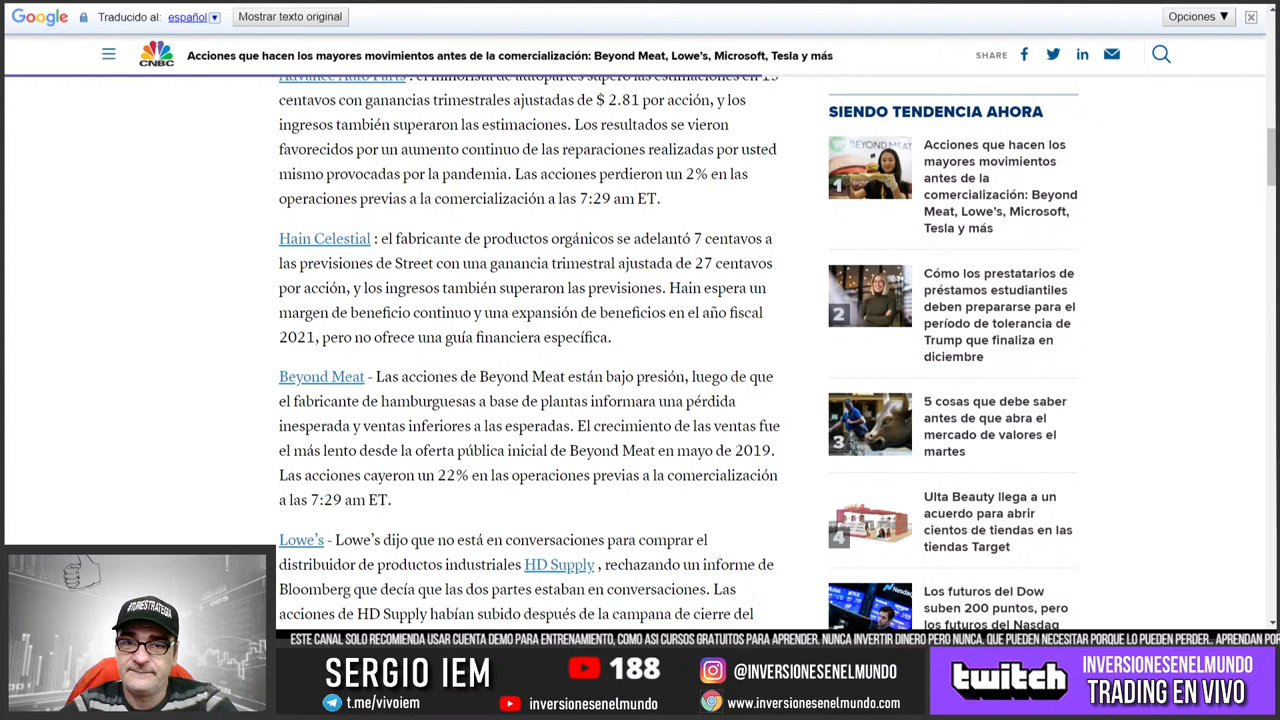 Google
Traducido al: español
Mostrar texto original
Opciones ▼
CNBC
Acciones que hacen los mayores movimientos antes de la comercialización: Beyond Meat, Lowe's, Microsoft, Tesla y más
SHARE
Advance Auto Parts : el minorista de autopartes superó las estimaciones en 15
centavos con ganancias trimestrales ajustadas de $ 2.81 por acción, y los
ingresos también superaron las estimaciones. Los resultados se vieron
favorecidos por un aumento continuo de las reparaciones realizadas por usted
mismo provocadas por la pandemia. Las acciones perdieron un 2% en las
operaciones previas a la comercialización a las 7:29 am ET.
Hain Celestial : el fabricante de productos orgánicos se adelantó 7 centavos a
las previsiones de Street con una ganancia trimestral ajustada de 27 centavos
por acción, y los ingresos también superaron las previsiones. Hain espera un
margen de beneficio continuo y una expansión de beneficios en el año fiscal
2021, pero no ofrece una guía financiera específica.
Beyond Meat - Las acciones de Beyond Meat están bajo presión, luego de que
el fabricante de hamburguesas a base de plantas informara una pérdida
inesperada y ventas inferiores a las esperadas. El crecimiento de las ventas fue
el más lento desde la oferta pública inicial de Beyond Meat en mayo de 2019.
Las acciones cayeron un 22% en las operaciones previas a la comercialización
a las 7:29 am ET.
Lowe's - Lowe's dijo que no está en conversaciones para comprar el
distribuidor de productos industriales HD Supply , rechazando un informe de
Bloomberg que decía que las dos partes estaban en conversaciones. Las
acciones de HD Supply habían subido después de la campana de cierre del
SIENDO TENDENCIA AHORA
BEYOND MEAT
1
Acciones que hacen los
mayores movimientos
antes de la
comercialización: Beyond
Meat, Lowe's, Microsoft,
Tesla y más
2
Cómo los prestatarios de
préstamos estudiantiles
deben prepararse para el
período de tolerancia de
Trump que finaliza en
diciembre
3
5 cosas que debe saber
antes de que abra el
mercado de valores el
martes
4
Ulta Beauty llega a un
acuerdo para abrir
cientos de tiendas en las
tiendas Target
Nasdaq
Los futuros del Dow
suben 200 puntos, pero
los futuros del Nasdaq
#TORESTRATEGIA
ESTE CANAL SOLO RECOMIENDA USAR CUENTA DEMO PARA ENTRENAMIENTO, COMO ASI CURSOS GRATUITOS PARA APRENDER. NUNCA INVERTIR DINERO PERO NUNCA, QUE PUEDEN NECESITAR PORQUE LO PUEDEN PERDER.. APRENDAN POR
SERGIO IEM
188
@INVERSIONESENELMUNDO
t.me/vivoiem
inversionesenelmundo
www.inversionesenelmundo.com
twitch
INVERSIONESENELMUNDO
TRADING EN VIVO